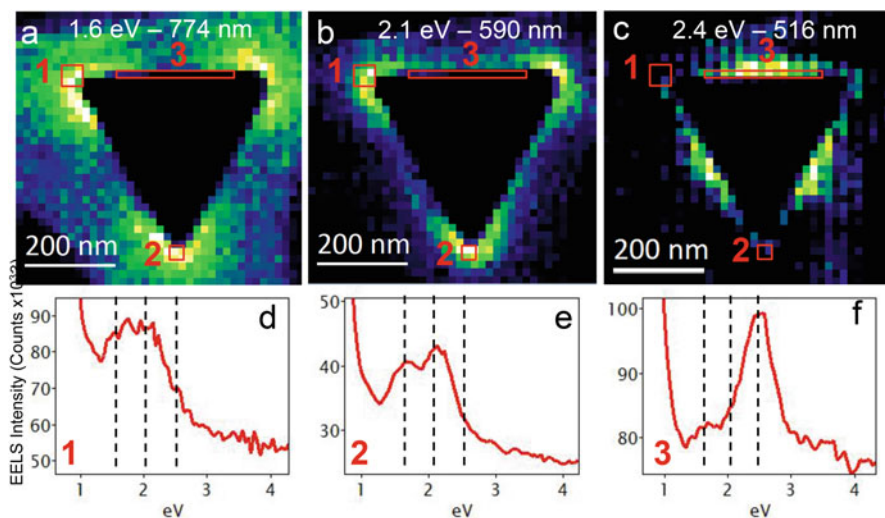 a 1.6 eV – 774 nm
1
3
2
200 nm
b 2.1 eV – 590 nm
1
3
2
200 nm
c 2.4 eV – 516 nm
1
3
2
200 nm
EELS Intensity (Counts x10^3)
d
90
80
70
60
50
1
1 2 3 4
eV
e
50
40
30
2
1 2 3 4
eV
f
100
90
80
3
1 2 3 4
eV